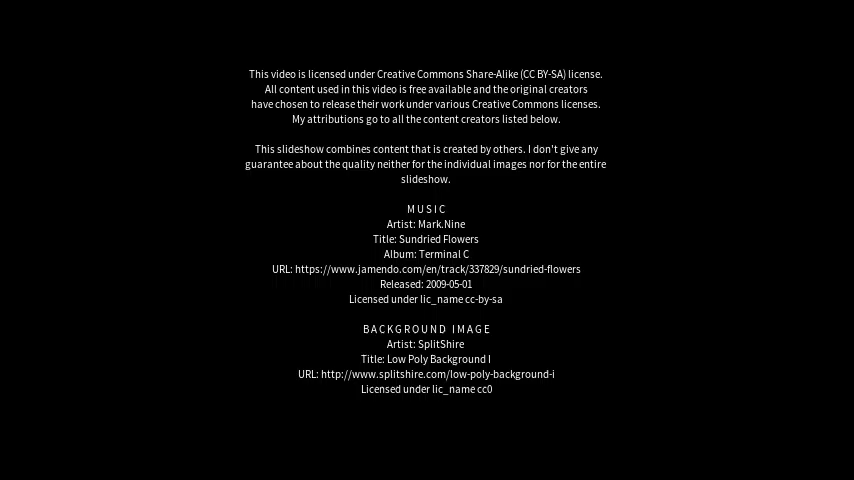 This video is licensed under Creative Commons Share-Alike (CC BY-SA) license.
All content used in this video is free available and the original creators
have chosen to release their work under various Creative Commons licenses.
My attributions go to all the content creators listed below.
This slideshow combines content that is created by others. I don't give any
guarantee about the quality neither for the individual images nor for the entire
slideshow.
MUSIC
Artist: Mark.Nine
Title: Sundried Flowers
Album: Terminal C
URL: https://www.jamendo.com/en/track/337829/sundried-flowers
Released: 2009-05-01
Licensed under lic_name cc-by-sa
BACKGROUND IMAGE
Artist: SplitShire
Title: Low Poly Background I
URL: http://www.splitshire.com/low-poly-background-i
Licensed under lic_name cc0